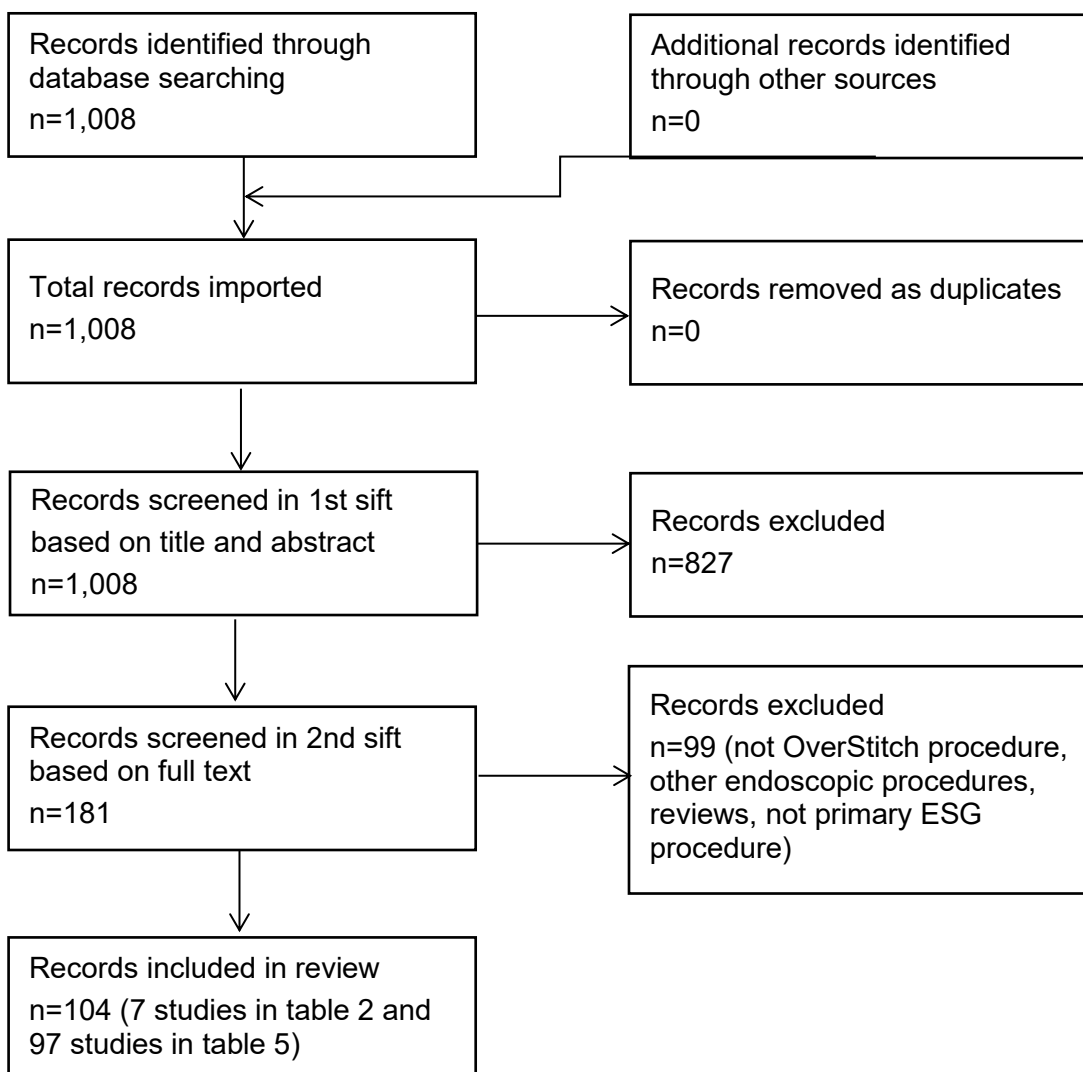 Records identified through
database searching
n=1,008
Additional records identified
through other sources
n=0
Total records imported
n=1,008
Records removed as duplicates
n=0
Records screened in 1st sift
based on title and abstract
n=1,008
Records excluded
n=827
Records screened in 2nd sift
based on full text
n=181
Records excluded
n=99 (not OverStitch procedure,
other endoscopic procedures,
reviews, not primary ESG
procedure)
Records included in review
n=104 (7 studies in table 2 and
97 studies in table 5)